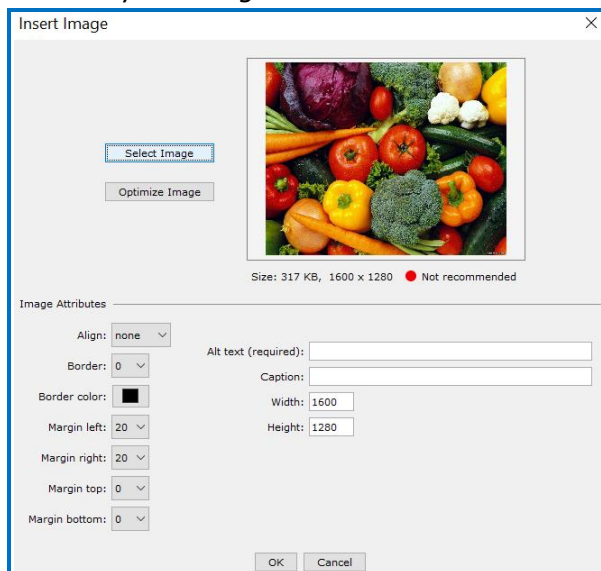 Insert Image
Select Image
Optimize Image
Size: 317 KB, 1600 x 1280 Not recommended
Image Attributes
Align: none
Border: 0
Border color:
Margin left: 20
Margin right: 20
Margin top: 0
Margin bottom: 0
Alt text (required):
Caption:
Width: 1600
Height: 1280
OK Cancel